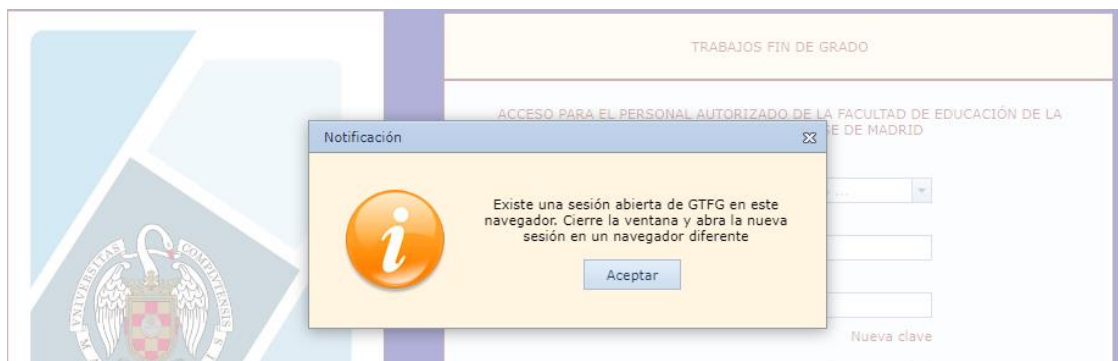 TRABAJOS FIN DE GRADO
ACCESO PARA EL PERSONAL AUTORIZADO DE LA FACULTAD DE EDUCACIÓN DE LA
DE MADRID
Notificación
Existe una sesión abierta de GTFG en este
navegador. Cierre la ventana y abra la nueva
sesión en un navegador diferente
Aceptar
...
Nueva clave
VNIVERSITAS COMPLVTENSIS